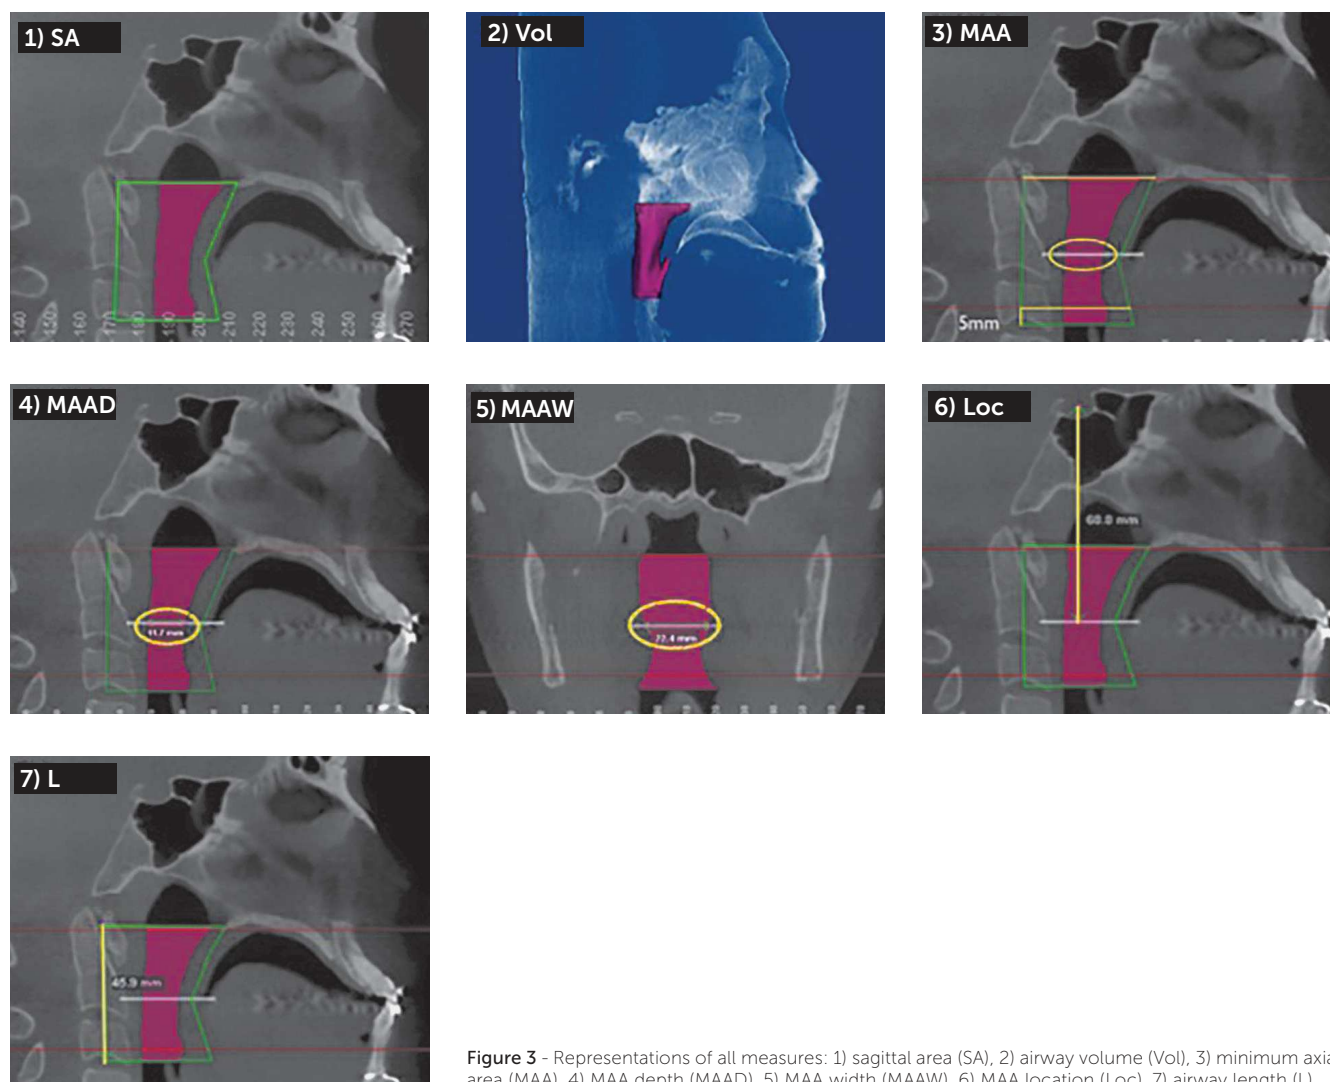 1) SA
2) Vol
3) MAA
140 150 160 170 180 190 200 210 220 230 240 250 260 270
5mm
4) MAAD
5) MAAW
6) Loc
11.7 mm
22.4 mm
60.0 mm
7) L
45.9 mm
Figure 3 - Representations of all measures: 1) sagittal area (SA), 2) airway volume (Vol), 3) minimum axia
area (MAA), 4) MAA depth (MAAD), 5) MAA width (MAAW), 6) MAA location (Loc), 7) airway length (L).